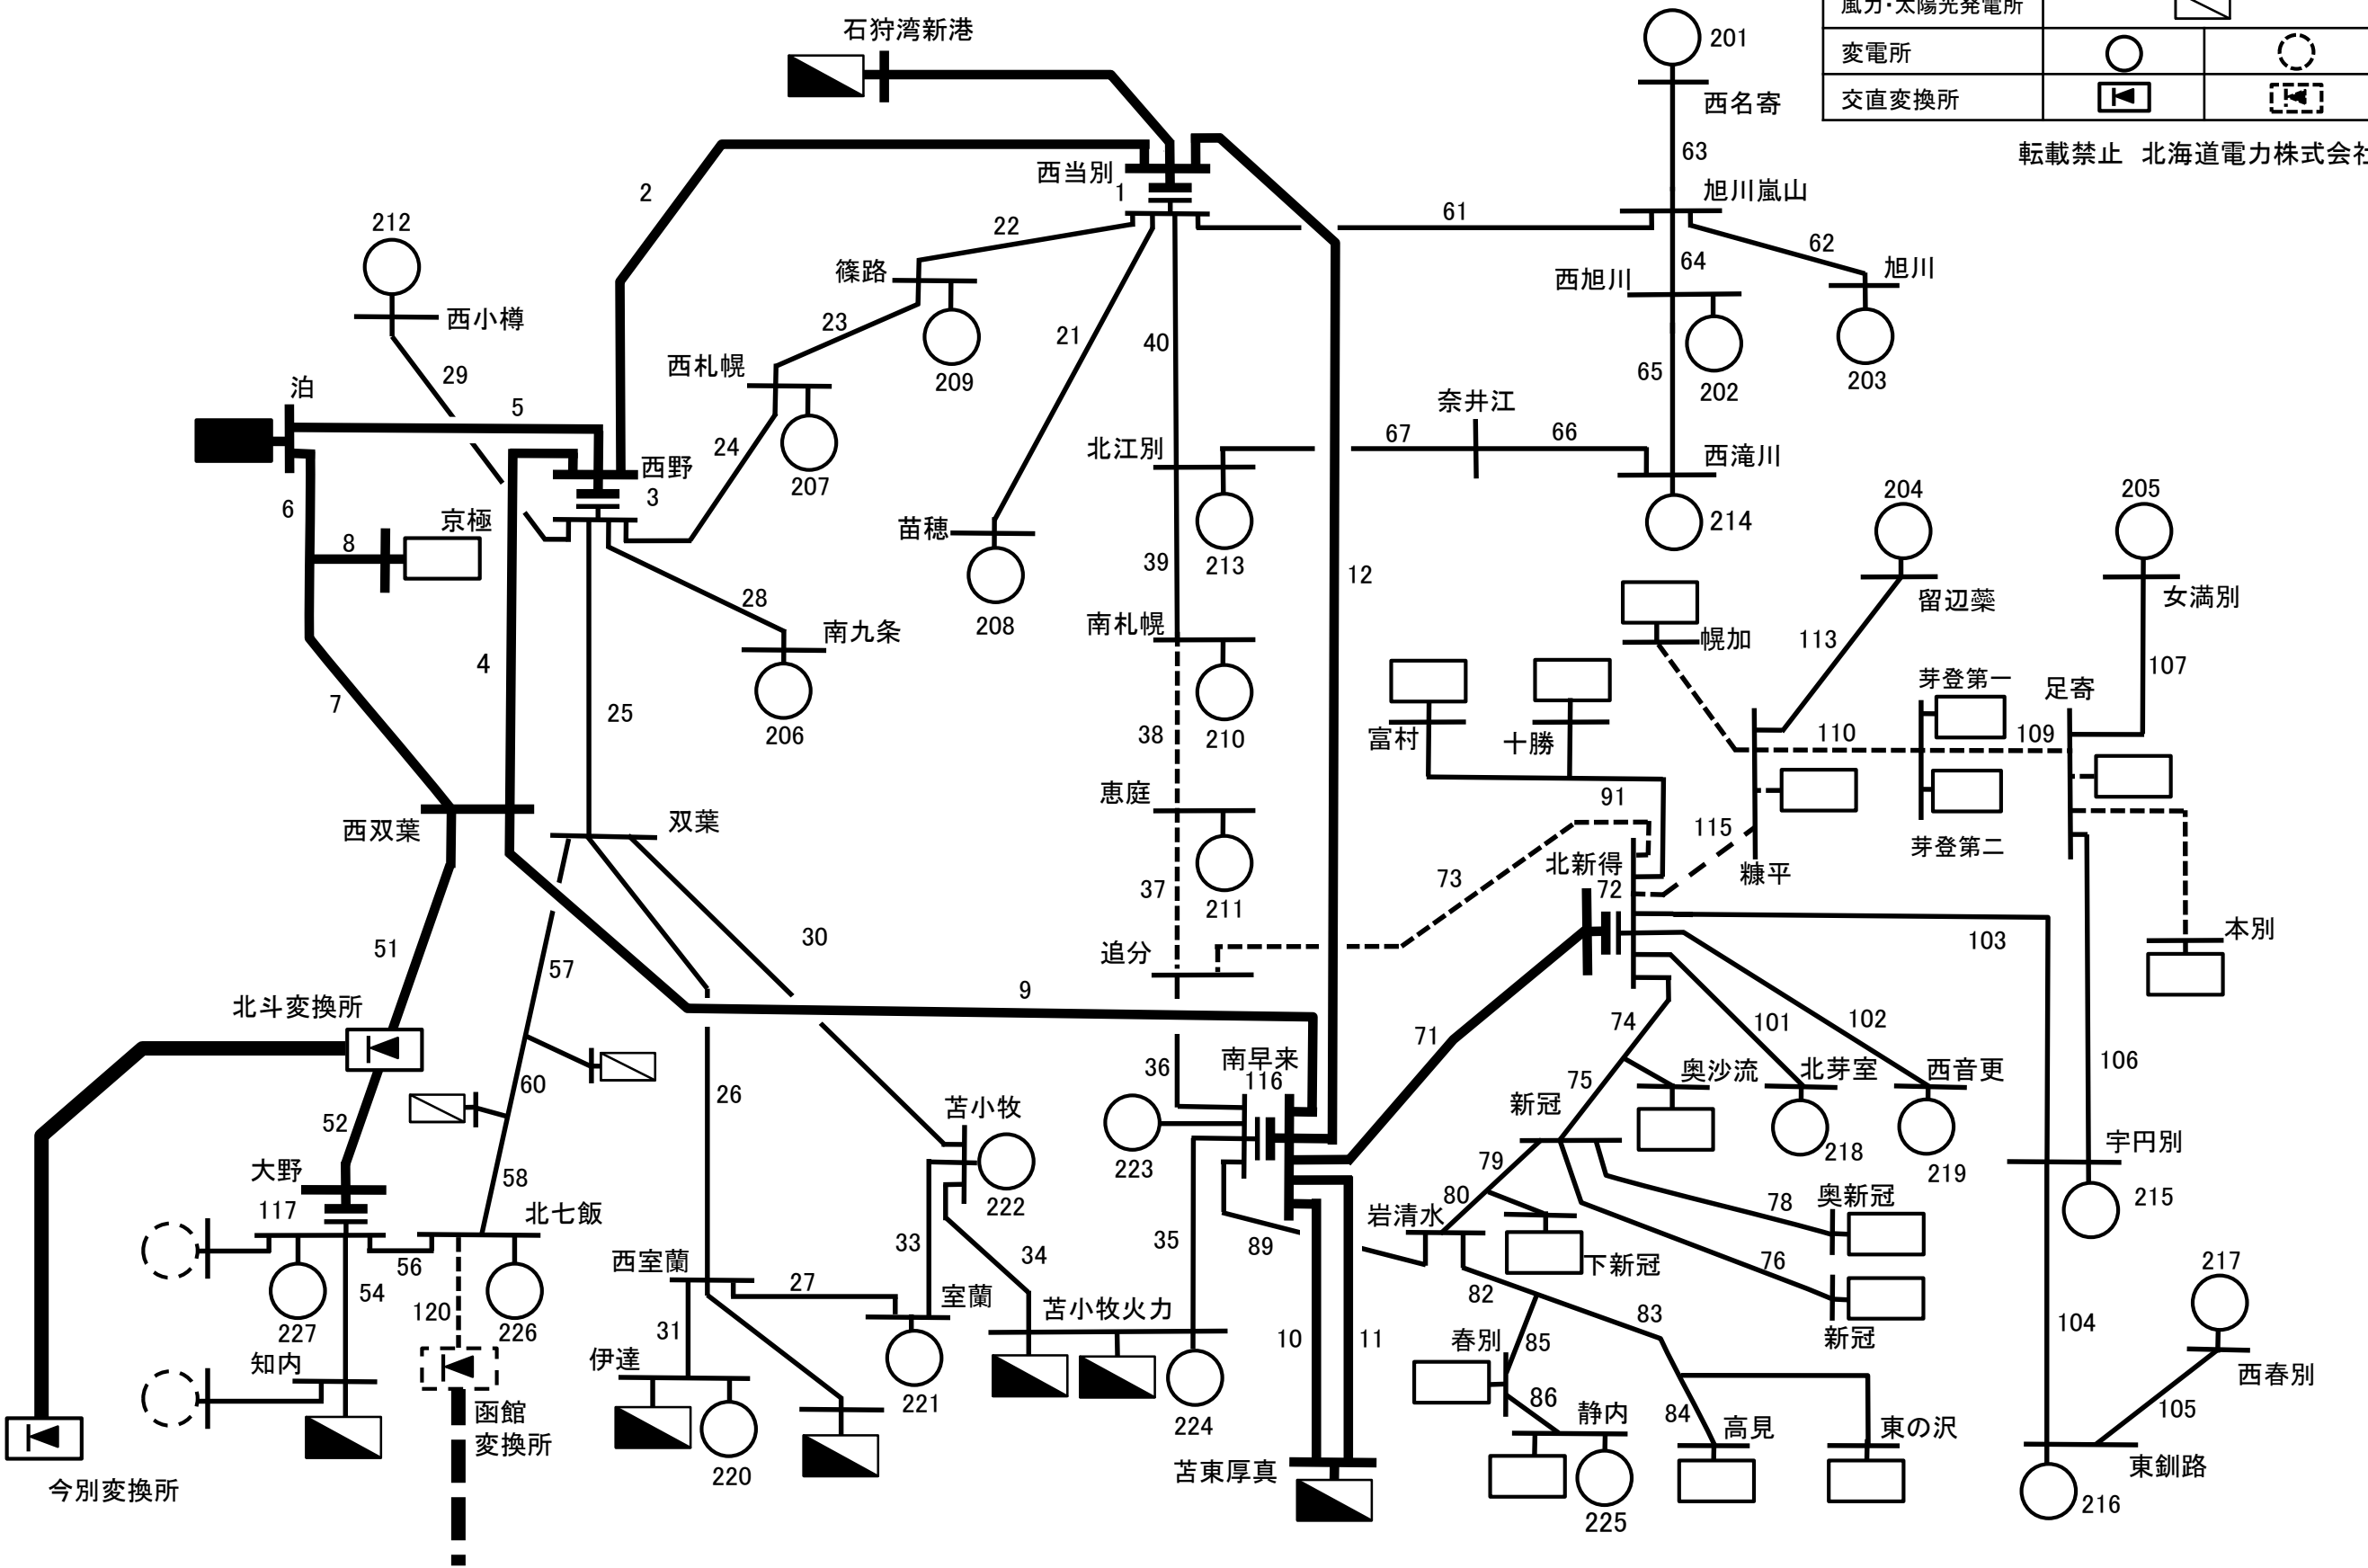 風力・太陽光発電所
変電所
交直変換所
転載禁止 北海道電力株式会社
石狩湾新港
201
西名寄
西当別
1
2
63
旭川嵐山
212
22
61
62
篠路
西小樽
64
西旭川
旭川
23
21
40
29
西札幌
209
65
202
203
泊
5
奈井江
24
北江別
67
66
西野
207
西滝川
3
6
京極
苗穂
204
205
214
8
39
213
12
28
208
留辺蘂
女満別
南九条
南札幌
幌加
113
4
107
芽登第一
足寄
7
25
206
38
210
富村
十勝
110
109
恵庭
91
西双葉
双葉
115
芽登第二
北新得
糠平
73
37
211
72
本別
30
103
51
追分
57
9
北斗変換所
74
101
102
71
南早来
106
36
116
奥沙流
北芽室
西音更
60
75
26
新冠
苫小牧
52
宇円別
大野
223
79
218
219
58
80
78
奥新冠
215
117
北七飯
222
岩清水
33
35
89
56
34
西室蘭
下新冠
76
217
54
27
室蘭
苫小牧火力
82
120
83
104
227
226
31
10
11
春別
85
新冠
知内
伊達
西春別
86
221
105
函館
静内
84
高見
東の沢
224
変換所
東釧路
220
苫東厚真
今別変換所
216
225